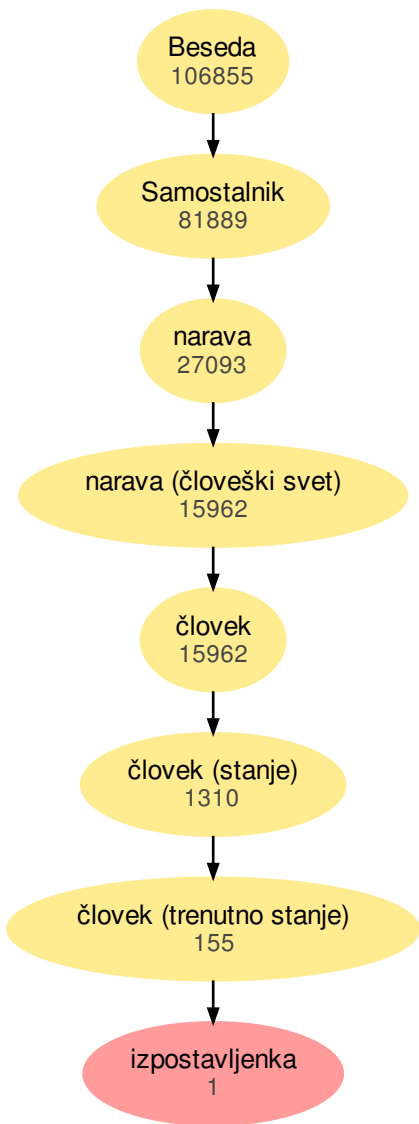 Beseda
106855
Samostalnik
81889
narava
27093
narava (človeški svet)
15962
človek
15962
človek (stanje)
1310
človek (trenutno stanje)
155
izpostavljenka
1